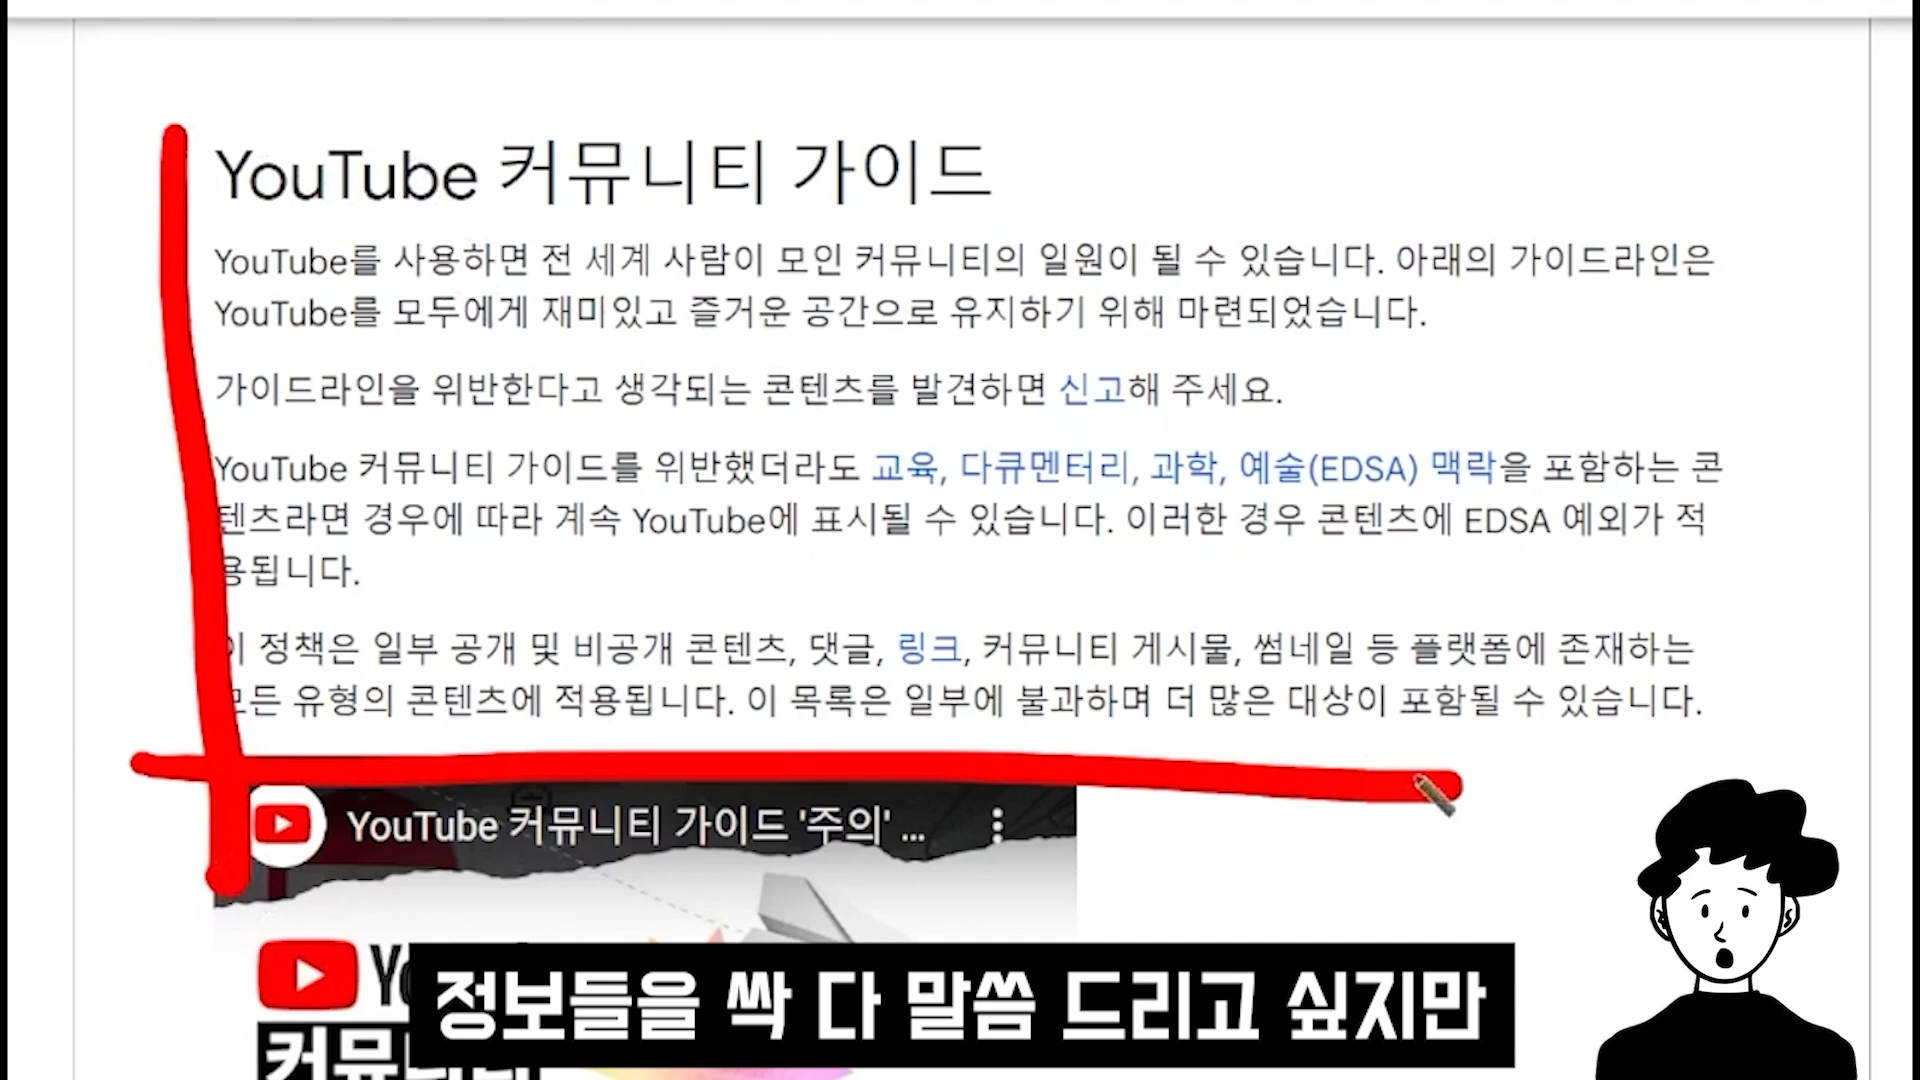 YouTube 커뮤니티 가이드
YouTube를 사용하면 전 세계 사람이 모인 커뮤니티의 일원이 될 수 있습니다. 아래의 가이드라인은
YouTube를 모두에게 재미있고 즐거운 공간으로 유지하기 위해 마련되었습니다.
가이드라인을 위반한다고 생각되는 콘텐츠를 발견하면 신고해 주세요.
YouTube 커뮤니티 가이드를 위반했더라도 교육, 다큐멘터리, 과학, 예술(EDSA) 맥락을 포함하는 콘
텐츠라면 경우에 따라 계속 YouTube에 표시될 수 있습니다. 이러한 경우 콘텐츠에 EDSA 예외가 적
용됩니다.
이 정책은 일부 공개 및 비공개 콘텐츠, 댓글, 링크, 커뮤니티 게시물, 썸네일 등 플랫폼에 존재하는
모든 유형의 콘텐츠에 적용됩니다. 이 목록은 일부에 불과하며 더 많은 대상이 포함될 수 있습니다.
YouTube 커뮤니티 가이드 '주의' ...
정보들을 싹 다 말씀 드리고 싶지만